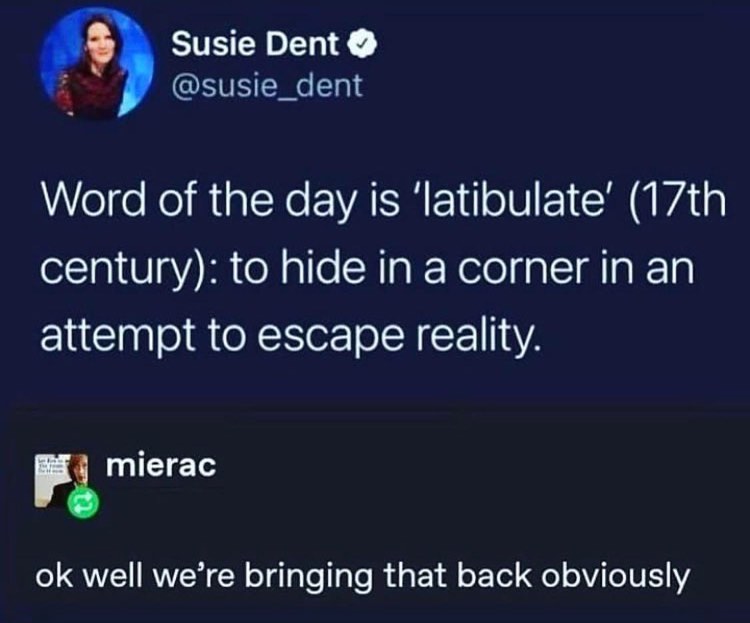 Susie Dent
@susie_dent
Word of the day is 'latibulate' (17th
century): to hide in a corner in an
attempt to escape reality.
mierac
ok well we're bringing that back obviously